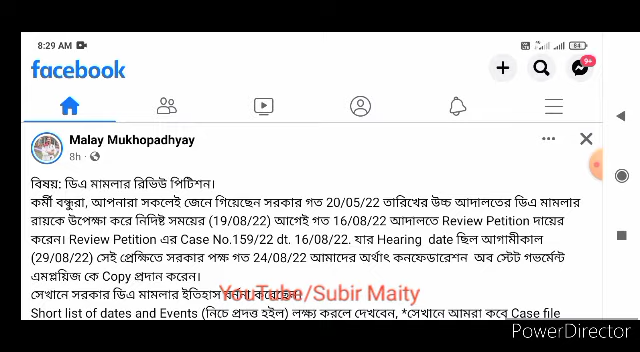 8:29 AM
84
facebook
9+
Malay Mukhopadhyay
8h
বিষয়: ডিএ মামলার রিভিউ পিটিশন।
কর্মী বন্ধুরা, আপনারা সকলেই জেনে গিয়েছেন সরকার গত 20/05/22 তারিখের উচ্চ আদালতের ডিএ মামলার
রায়কে উপেক্ষা করে নির্দিষ্ট সময়ের (19/08/22) আগেই গত 16/08/22 আদালতে Review Petition দায়ের
করেন। Review Petition এর Case No.159/22 dt. 16/08/22. যার Hearing date ছিল আগামীকাল
(29/08/22) সেই প্রেক্ষিতে সরকার পক্ষ গত 24/08/22 আমাদের অর্থাৎ কনফেডারেশন অব স্টেট গভর্মেন্ট
এমপ্লয়িজ কে Copy প্রদান করেন।
সেখানে সরকার ডিএ মামলার ইতিহাস বর্ননা করেছেন।
YouTube/Subir Maity
Short list of dates and Events (নিচে প্রদত্ত হইল) লক্ষ্য করলে দেখবেন, *সেখানে আমরা কবে Case file
PowerDirector